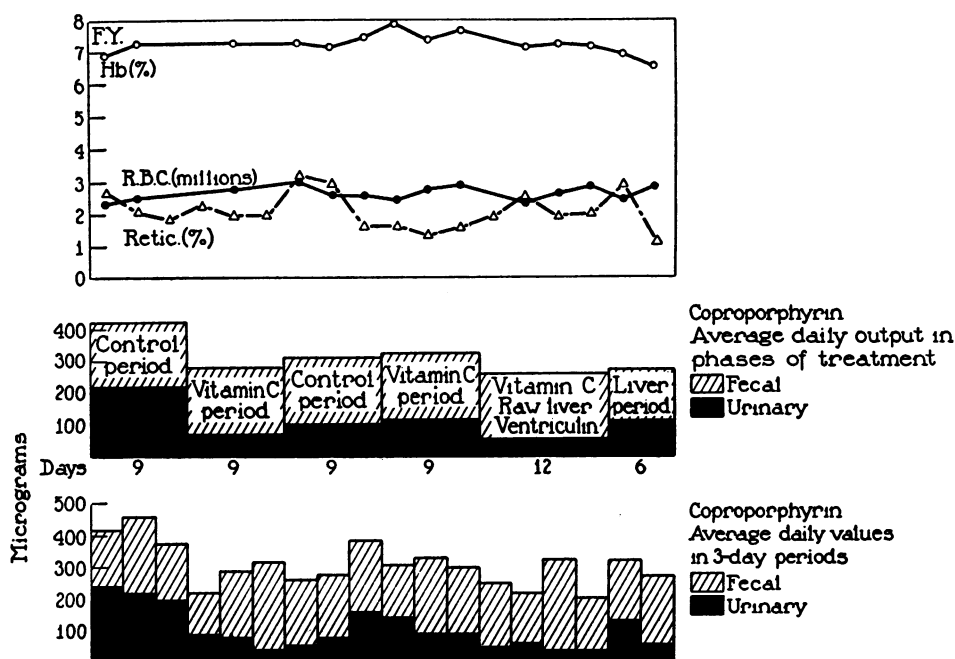 8
F.Y.
7
Hb(%)
6
5
4
R.B.C.(millions)
3
2
Retic.(%)
1
0
400
300
200
100
Control period
Vitamin C period
Control period
Vitamin C period
Vitamin C Raw liver Ventriculin
Liver period
Coproporphyrin
Average daily output in
phases of treatment
Fecal
Urinary
Days 9 9 9 9 12 6
Micrograms
500
400
300
200
100
Coproporphyrin
Average daily values
in 3-day periods
Fecal
Urinary